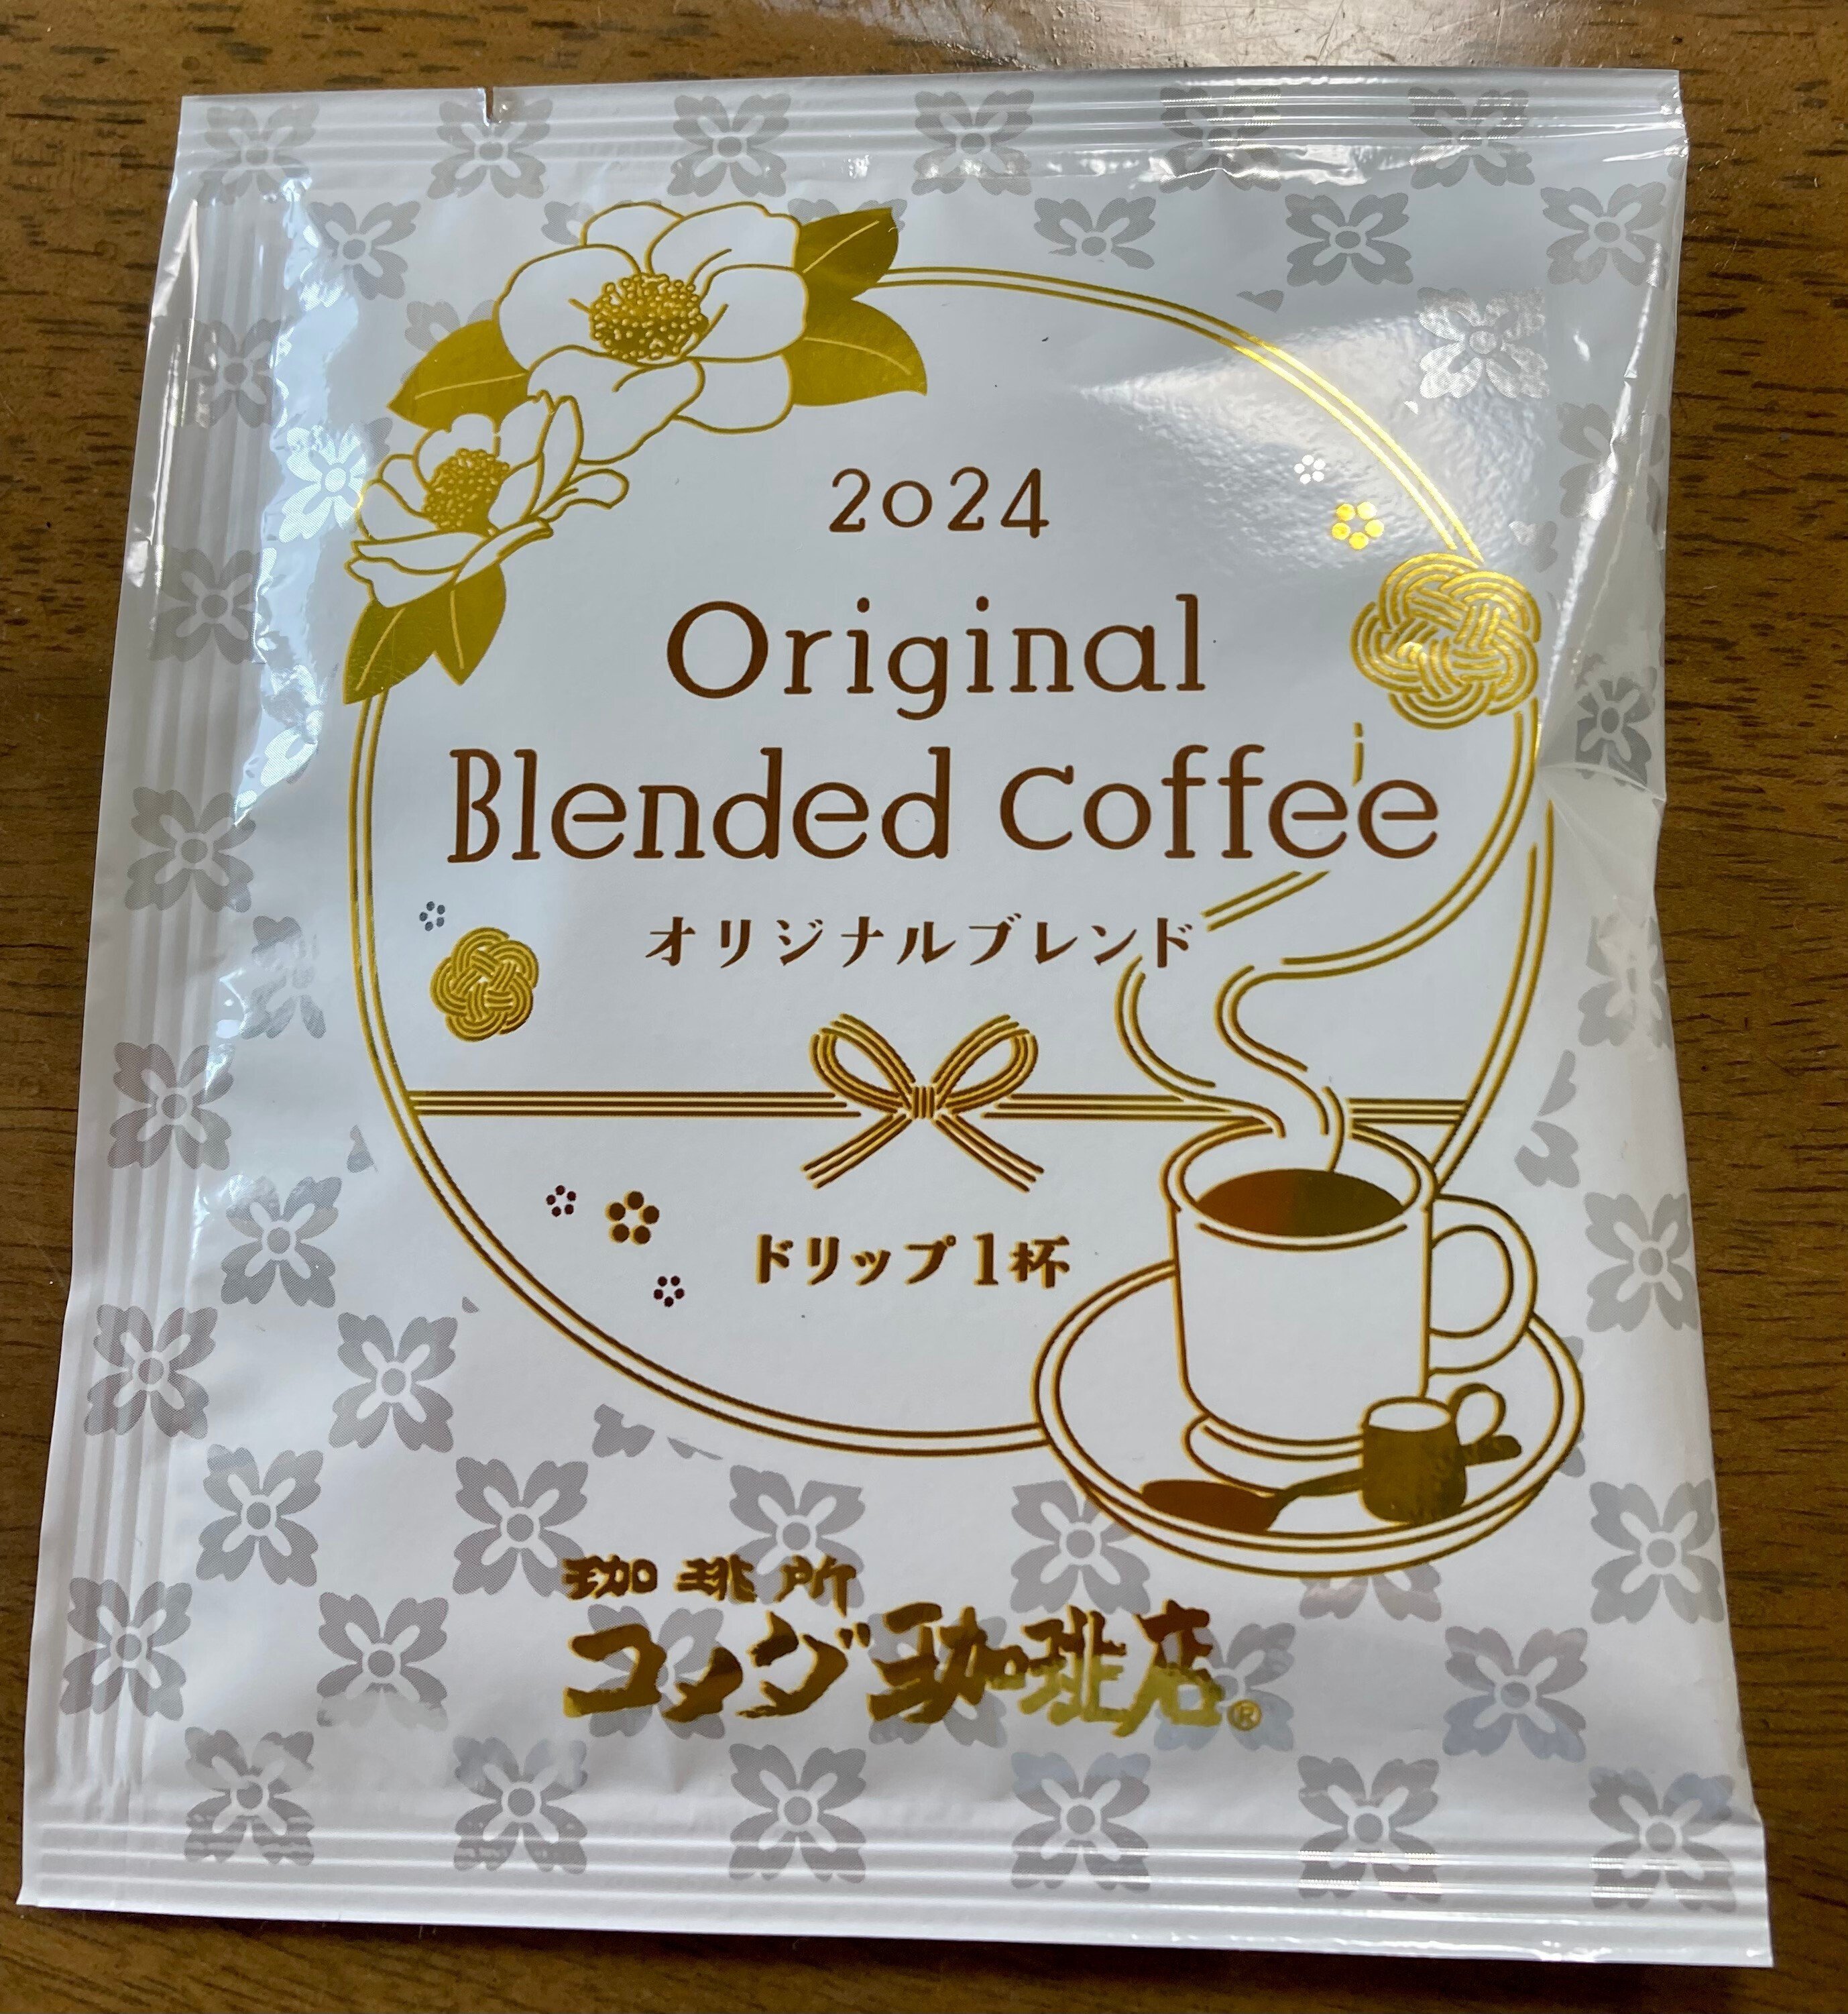 2024
Original
Blended Coffee
オリジナルブレンド
ドリップ1杯
珈琲所
コメダ珈琲店®